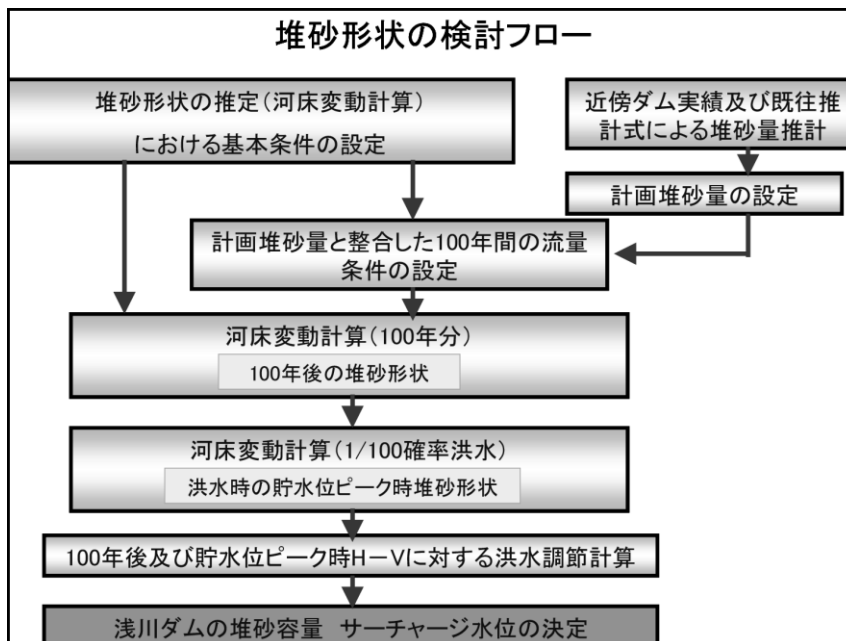 堆砂形状の検討フロー
堆砂形状の推定(河床変動計算)
における基本条件の設定
近傍ダム実績及び既往推
計式による堆砂量推計
計画堆砂量の設定
計画堆砂量と整合した100年間の流量
条件の設定
河床変動計算(100年分)
100年後の堆砂形状
河床変動計算(1/100確率洪水)
洪水時の貯水位ピーク時堆砂形状
100年後及び貯水位ピーク時H-Vに対する洪水調節計算
浅川ダムの堆砂容量 サーチャージ水位の決定